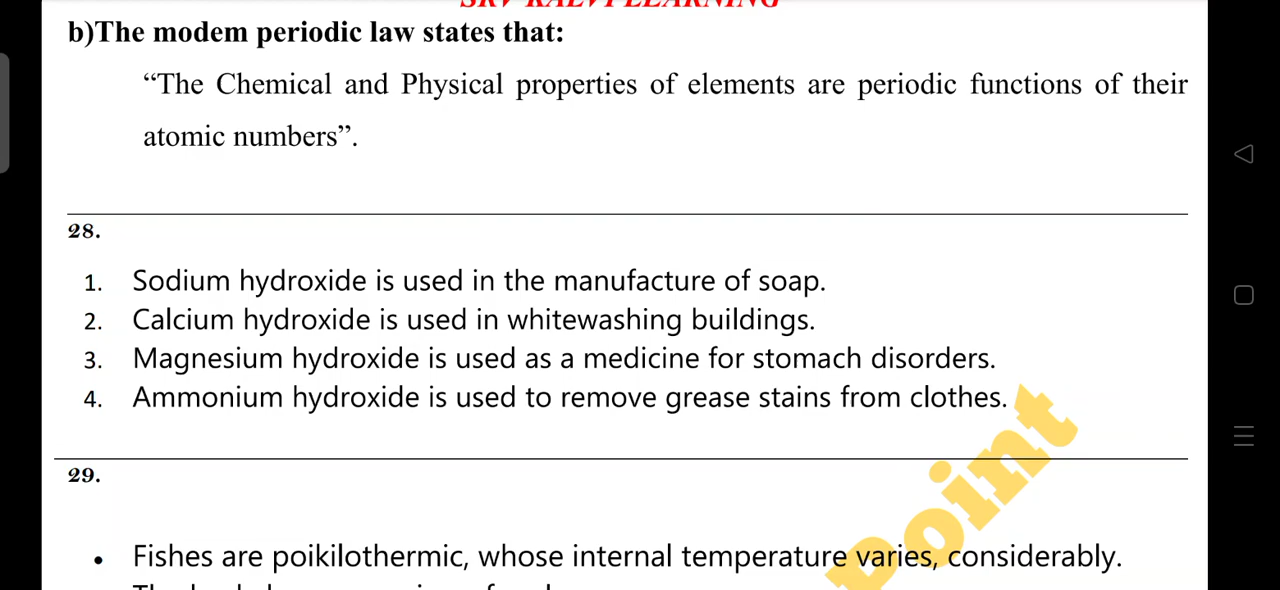 b)The modem periodic law states that:
“The Chemical and Physical properties of elements are periodic functions of their
atomic numbers”.
28.
1. Sodium hydroxide is used in the manufacture of soap.
2. Calcium hydroxide is used in whitewashing buildings.
3. Magnesium hydroxide is used as a medicine for stomach disorders.
4. Ammonium hydroxide is used to remove grease stains from clothes.
29.
Point
• Fishes are poikilothermic, whose internal temperature varies, considerably.